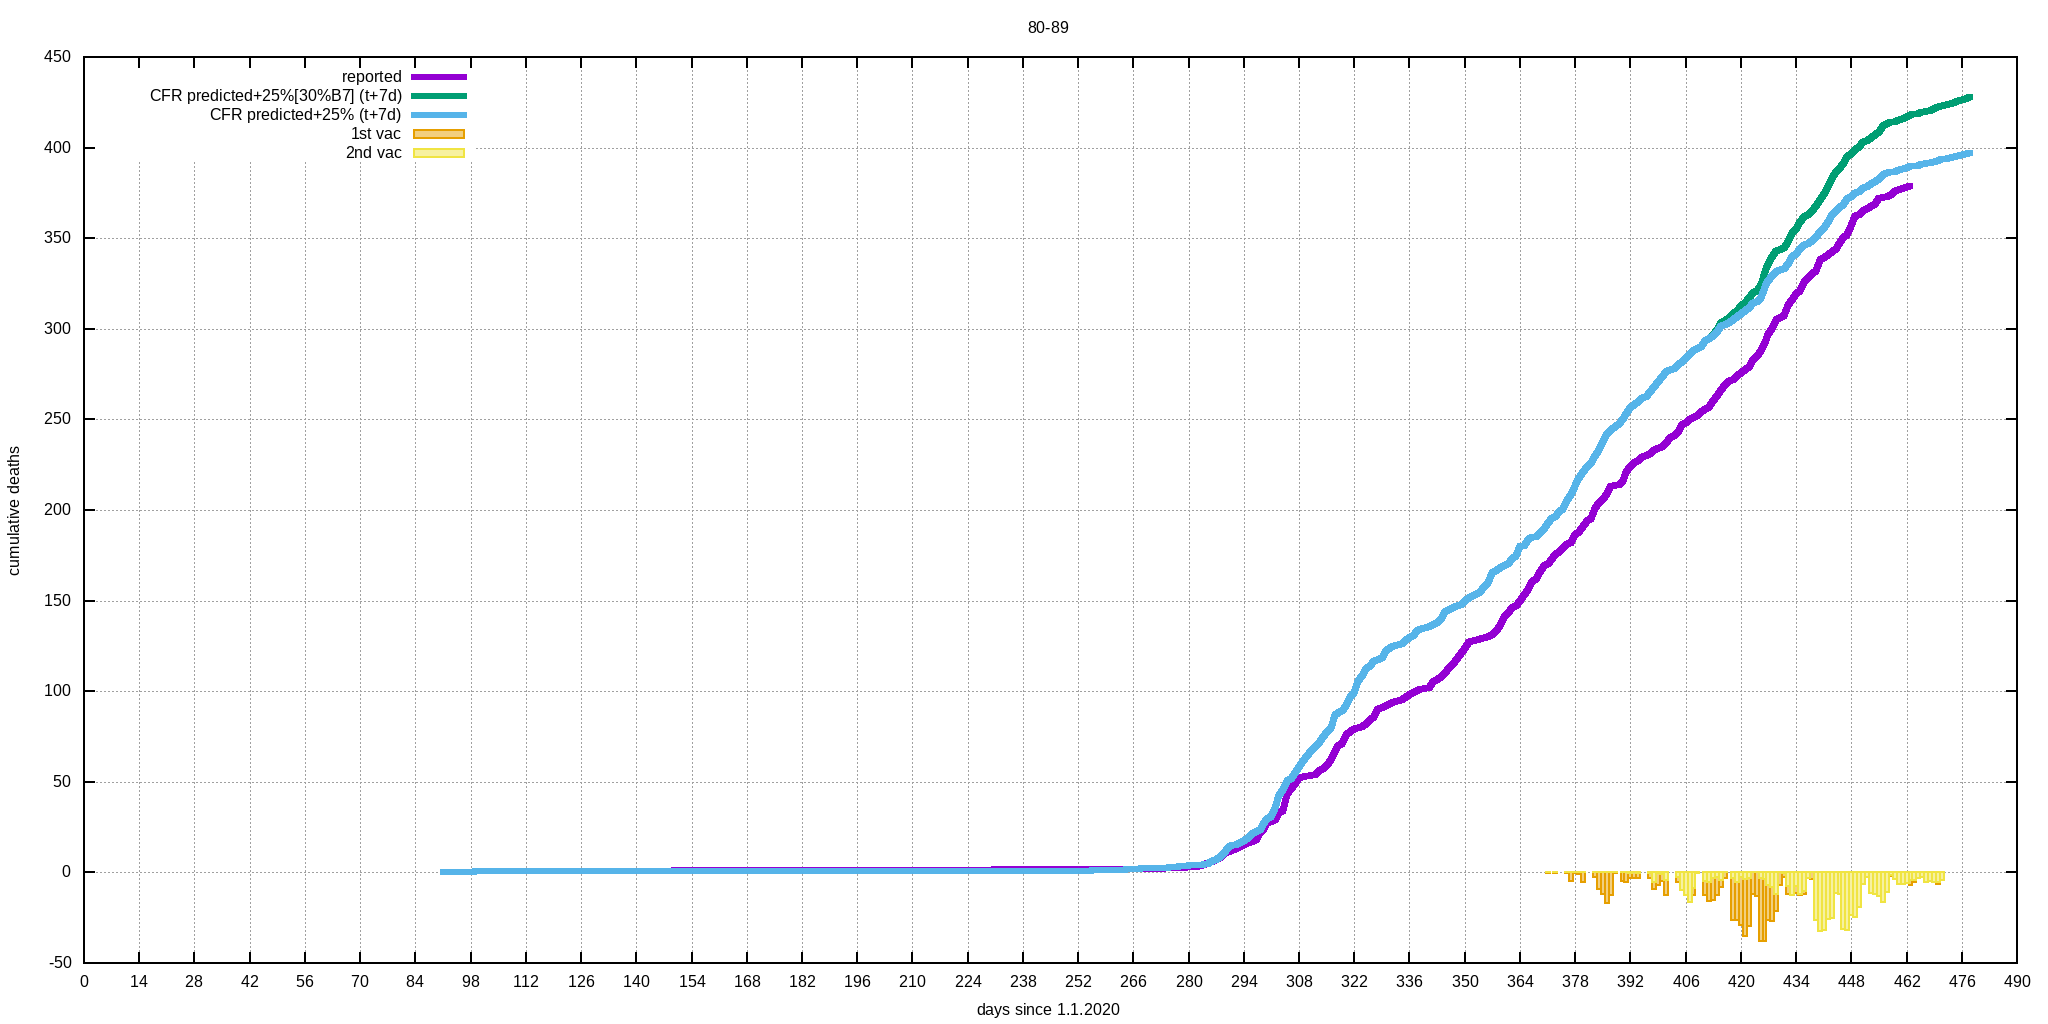 80-89
450
400
350
300
250
200
150
100
50
0
-50
cumulative deaths
reported
CFR predicted+25%[30%B7] (t+7d)
CFR predicted+25% (t+7d)
1st vac
2nd vac
0 14 28 42 56 70 84 98 112 126 140 154 168 182 196 210 224 238 252 266 280 294 308 322 336 350 364 378 392 406 420 434 448 462 476 490
days since 1.1.2020